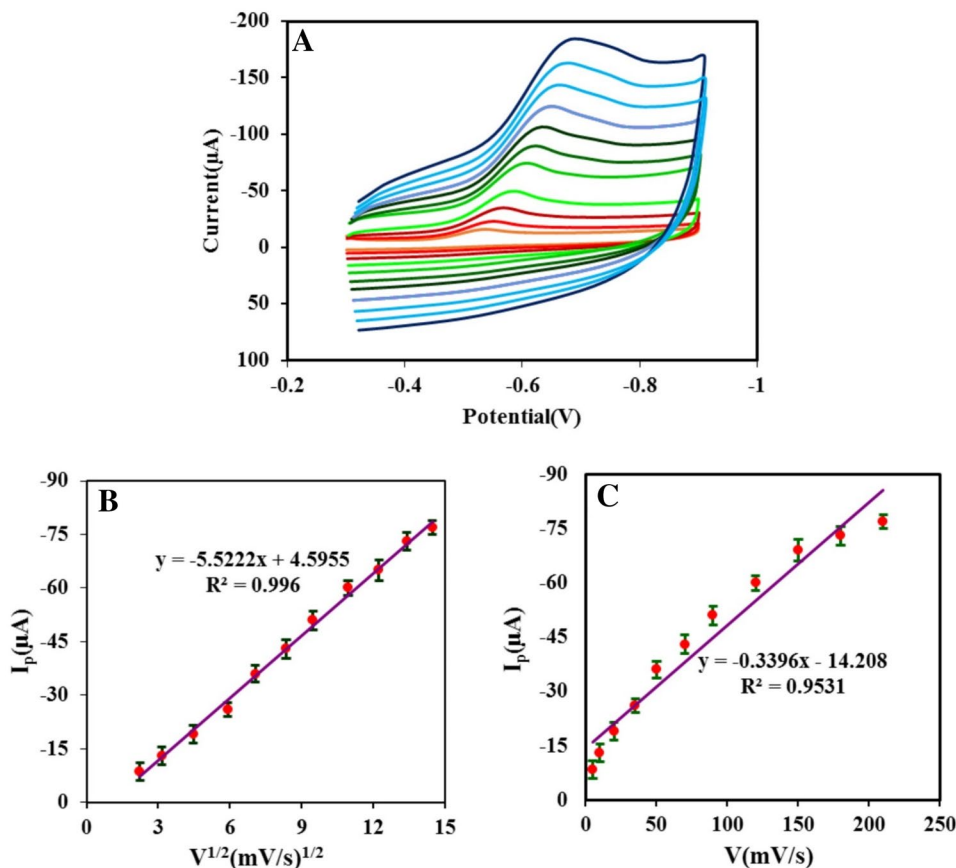 A
-200
-150
-100
-50
0
50
100
Current(µA)
-0.2
-0.4
-0.6
-0.8
-1
Potential(V)
B
-90
-75
-60
-45
-30
-15
0
I_p(µA)
y = -5.5222x + 4.5955
R² = 0.996
0
3
6
9
12
15
V^1/2(mV/s)^1/2
C
-90
-75
-60
-45
-30
-15
0
I_p(µA)
y = -0.3396x - 14.208
R² = 0.9531
0
50
100
150
200
250
V(mV/s)